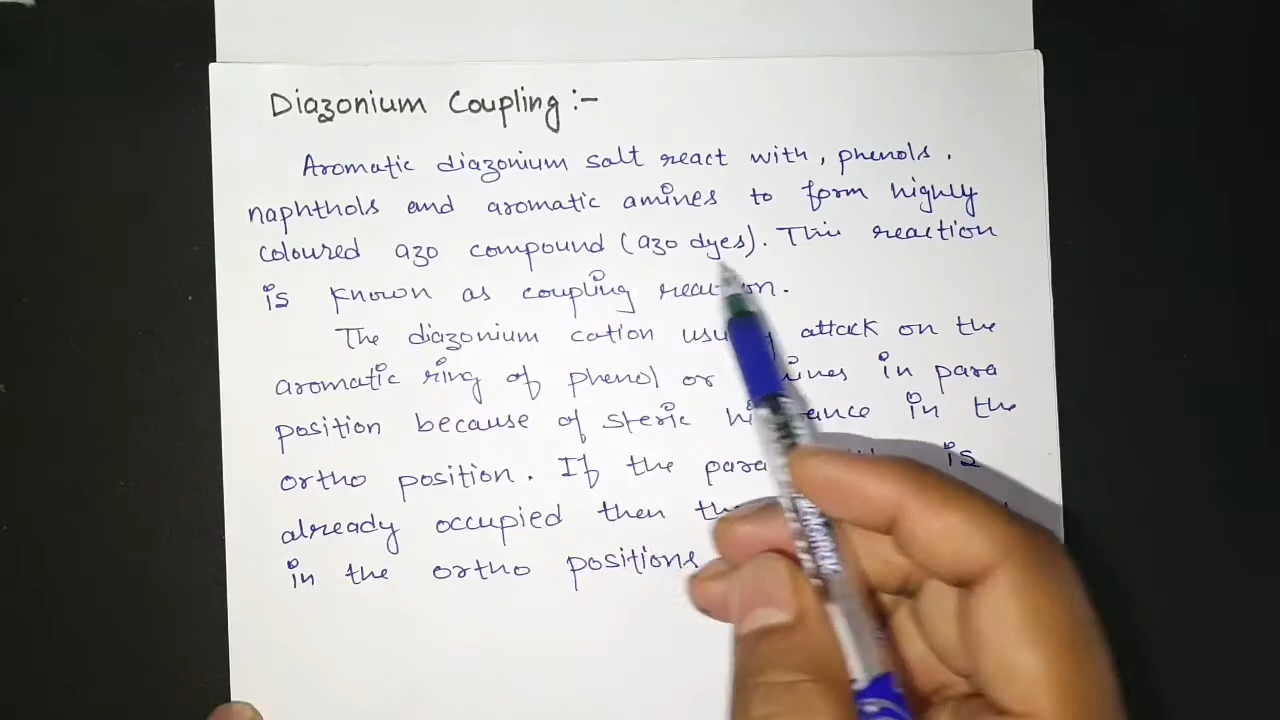 Diazonium Coupling :-
Aromatic diazonium salt react with, phenols,
naphthols and aromatic amines to form highly
coloured azo compound (azo dyes). This reaction
is known as coupling reaction.
The diazonium cation attack on the
aromatic ring of phenol or in para
position because of steric in the
ortho position. If the para is
already occupied then
in the ortho positions